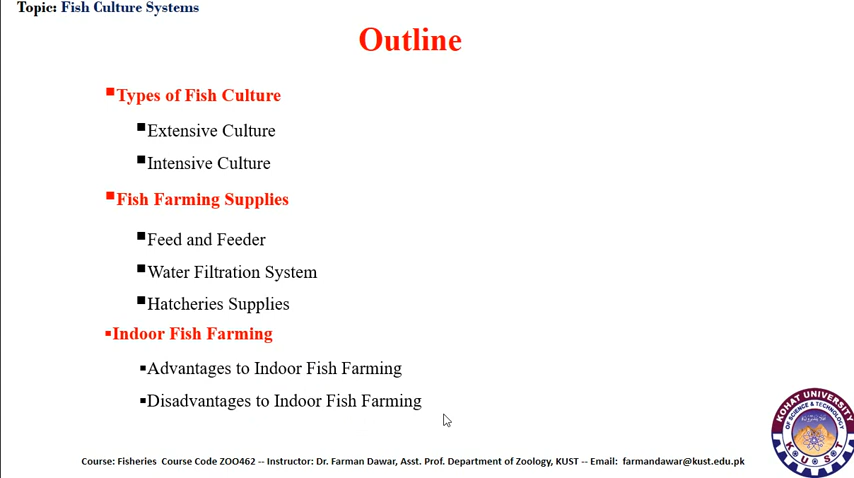 Topic: Fish Culture Systems
Outline
Types of Fish Culture
Extensive Culture
Intensive Culture
Fish Farming Supplies
Feed and Feeder
Water Filtration System
Hatcheries Supplies
Indoor Fish Farming
Advantages to Indoor Fish Farming
Disadvantages to Indoor Fish Farming
KOHAT UNIVERSITY
OF SCIENCE & TECHNOLOGY
K U S T
Course: Fisheries Course Code ZOO462 -- Instructor: Dr. Farman Dawar, Asst. Prof. Department of Zoology, KUST -- Email: farmandawar@kust.edu.pk